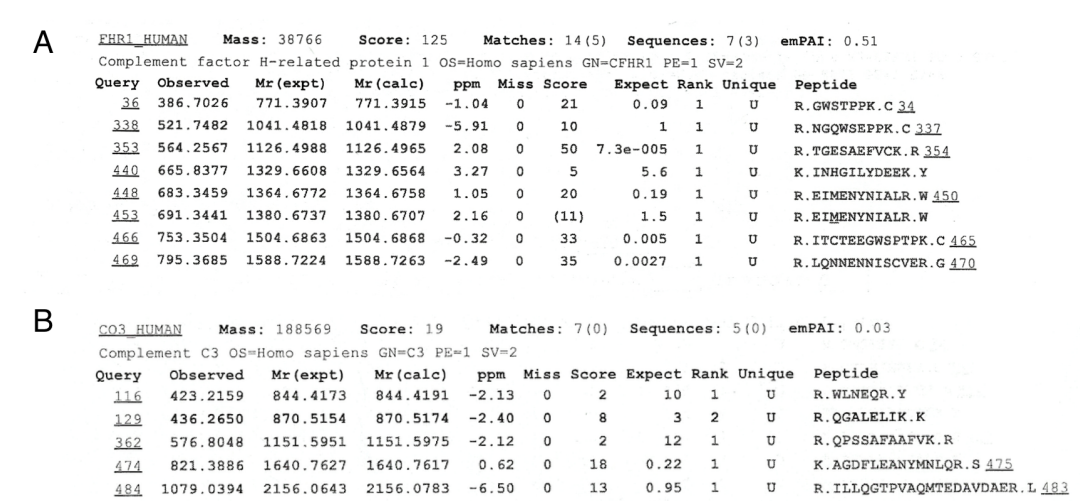 A
FHR1_HUMAN Mass: 38766 Score: 125 Matches: 14(5) Sequences: 7(3) emPAI: 0.51
Complement factor H-related protein 1 OS=Homo sapiens GN=CFHR1 PE=1 SV=2
Query Observed Mr(expt) Mr(calc) ppm Miss Score Expect Rank Unique Peptide
36 386.7026 771.3907 771.3915 -1.04 0 21 0.09 1 U R.GWSTPPK.C 34
338 521.7482 1041.4818 1041.4879 -5.91 0 10 1 1 U R.NGQWSEPPK.C 337
353 564.2567 1126.4988 1126.4965 2.08 0 50 7.3e-005 1 U R.TGESAEFVCK.R 354
440 665.8377 1329.6608 1329.6564 3.27 0 5 5.6 1 U K.INHGILYDEEK.Y
448 683.3459 1364.6772 1364.6758 1.05 0 20 0.19 1 U R.EIMENYNIALR.W 450
453 691.3441 1380.6737 1380.6707 2.16 0 (11) 1.5 1 U R.EIMENYNIALR.W
466 753.3504 1504.6863 1504.6868 -0.32 0 33 0.005 1 U R.ITCTEEGWSPTPK.C 465
469 795.3685 1588.7224 1588.7263 -2.49 0 35 0.0027 1 U R.LQNNENNISCVER.G 470
B
CO3_HUMAN Mass: 188569 Score: 19 Matches: 7(0) Sequences: 5(0) emPAI: 0.03
Complement C3 OS=Homo sapiens GN=C3 PE=1 SV=2
Query Observed Mr(expt) Mr(calc) ppm Miss Score Expect Rank Unique Peptide
116 423.2159 844.4173 844.4191 -2.13 0 2 10 1 U R.WLNEQR.Y
129 436.2650 870.5154 870.5174 -2.40 0 8 3 2 U R.QGALELIK.K
362 576.8048 1151.5951 1151.5975 -2.12 0 2 12 1 U R.QPSSAFAAFVK.R
474 821.3886 1640.7627 1640.7617 0.62 0 18 0.22 1 U K.AGDFLEANYMNLQR.S 475
484 1079.0394 2156.0643 2156.0783 -6.50 0 13 0.95 1 U R.ILLQGTPVAQMTEDAVDAER.L 483